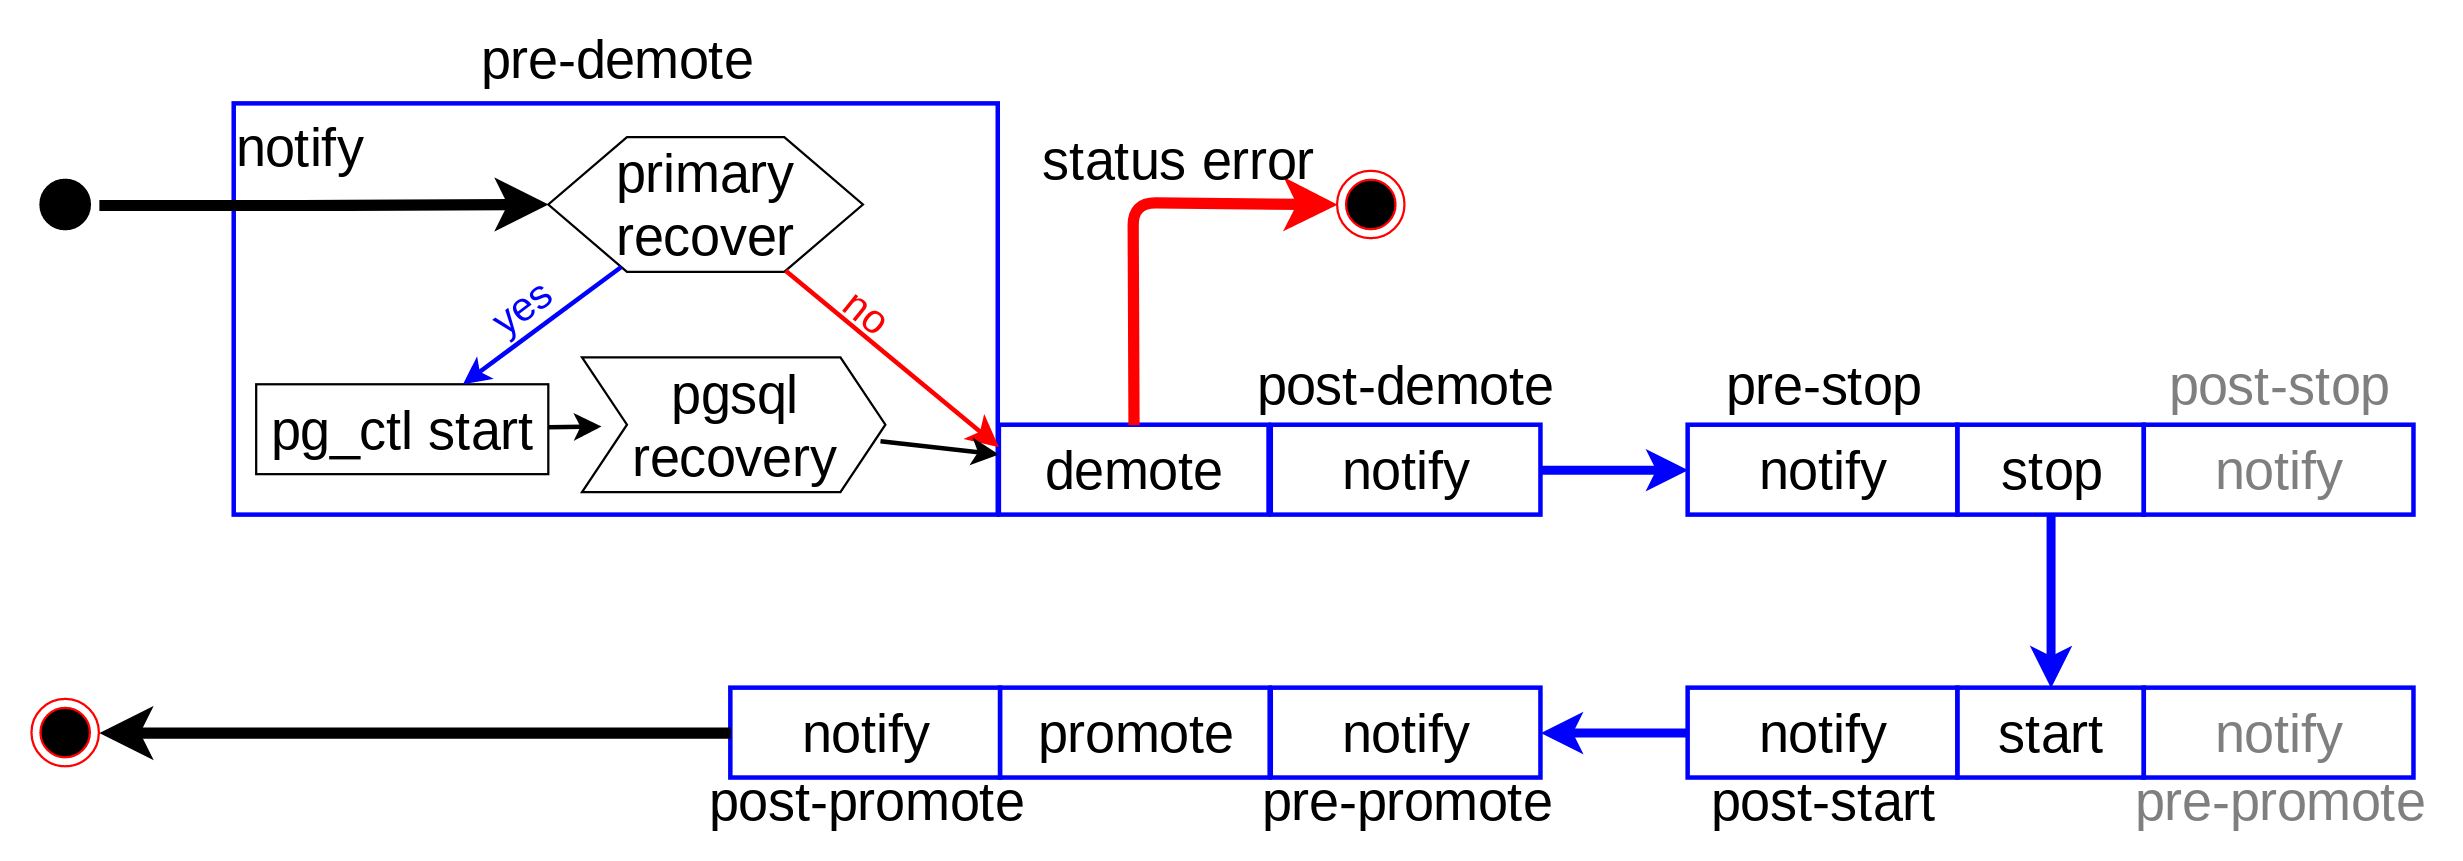 pre-demote
notify
primary
recover
status error
yes
no
pg_ctl start
pgsql
recovery
post-demote
pre-stop
post-stop
demote
notify
notify
stop
notify
notify
promote
notify
notify
start
notify
post-promote
pre-promote
post-start
pre-promote